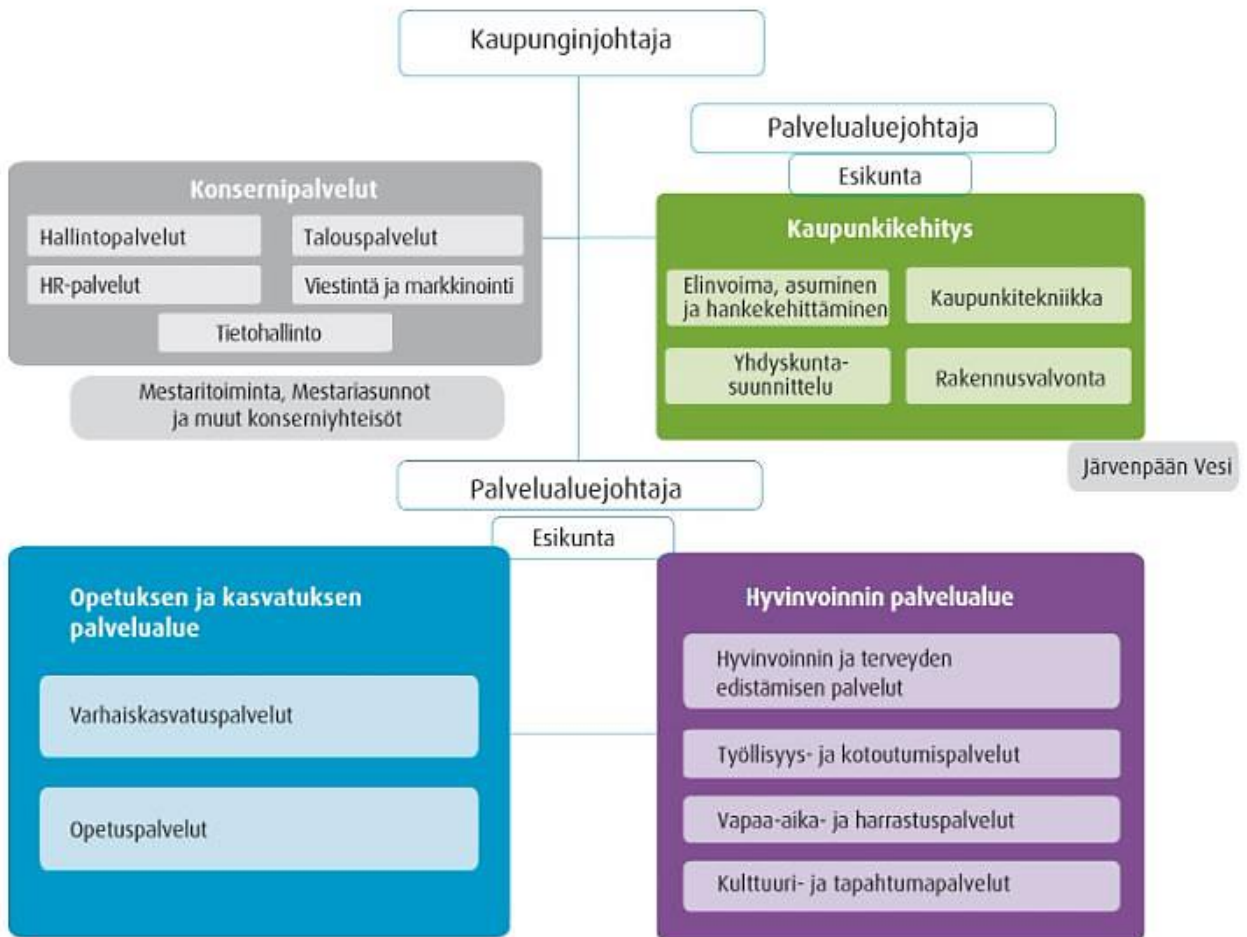 Kaupunginjohtaja
Palvelualuejohtaja
Esikunta
Konsernipalvelut
Hallintopalvelut
Talouspalvelut
HR-palvelut
Viestintä ja markkinointi
Tietohallinto
Mestaritoiminta, Mestariasunnot
ja muut konserniyhteisöt
Kaupunkikehitys
Elinvoima, asuminen
ja hankekehittäminen
Kaupunkitekniikka
Yhdyskunta-
suunnittelu
Rakennusvalvonta
Järvenpään Vesi
Palvelualuejohtaja
Esikunta
Opetuksen ja kasvatuksen
palvelualue
Varhaiskasvatuspalvelut
Opetuspalvelut
Hyvinvoinnin palvelualue
Hyvinvoinnin ja terveyden
edistämisen palvelut
Työllisyys- ja kotoutumispalvelut
Vapaa-aika- ja harrastuspalvelut
Kulttuuri- ja tapahtumapalvelut